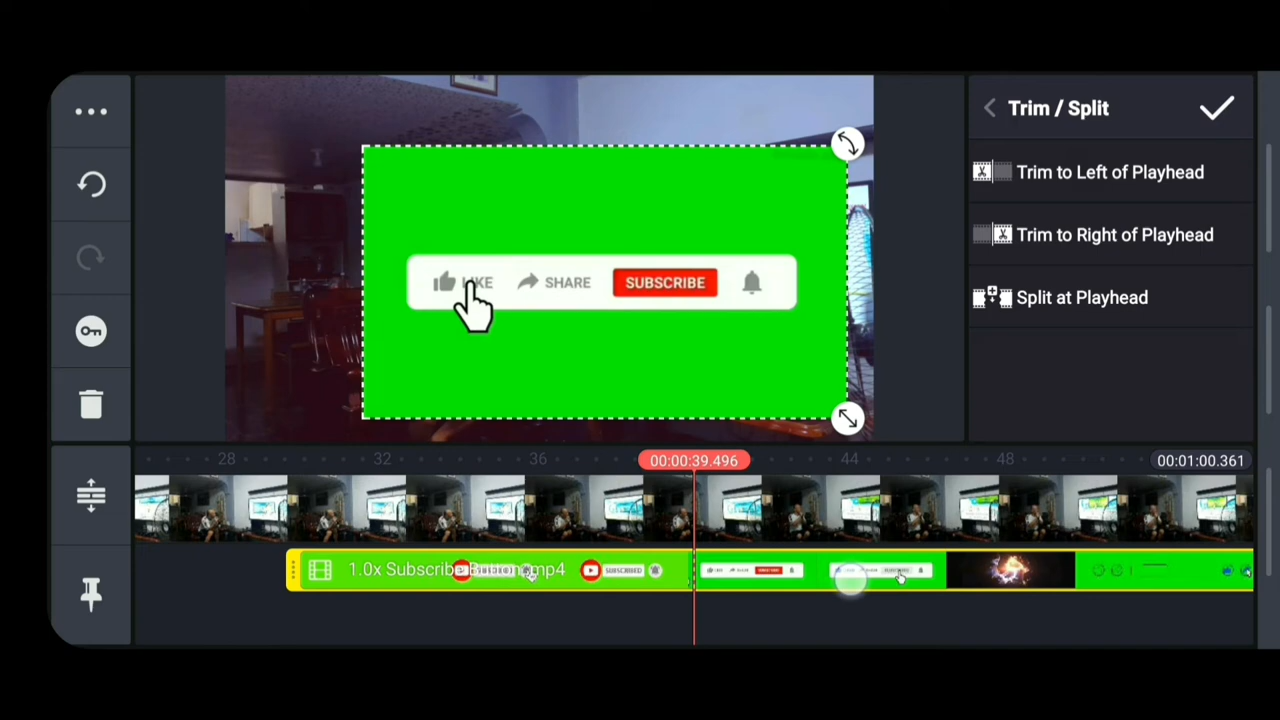 Trim / Split
Trim to Left of Playhead
Trim to Right of Playhead
Split at Playhead
LIKE SHARE SUBSCRIBE
28 32 36 00:00:39.496 44 48 00:01:00.361
1.0x Subscribe Button.mp4
SUBSCRIBED